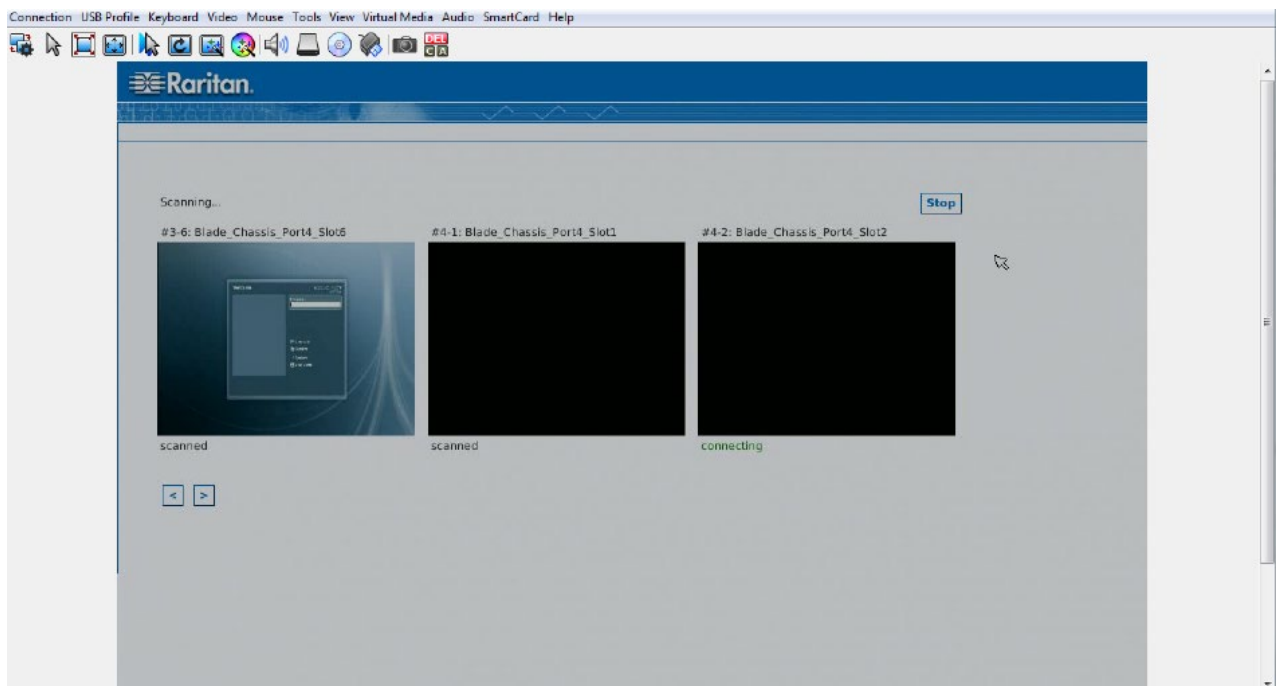 Connection USB Profile Keyboard Video Mouse Tools View Virtual Media Audio SmartCard Help
DEL
C A
Raritan.
Scanning...
Stop
#3-6: Blade_Chassis_Port4_Slot6
#4-1: Blade_Chassis_Port4_Slot1
#4-2: Blade_Chassis_Port4_Slot2
scanned
scanned
connecting
< >